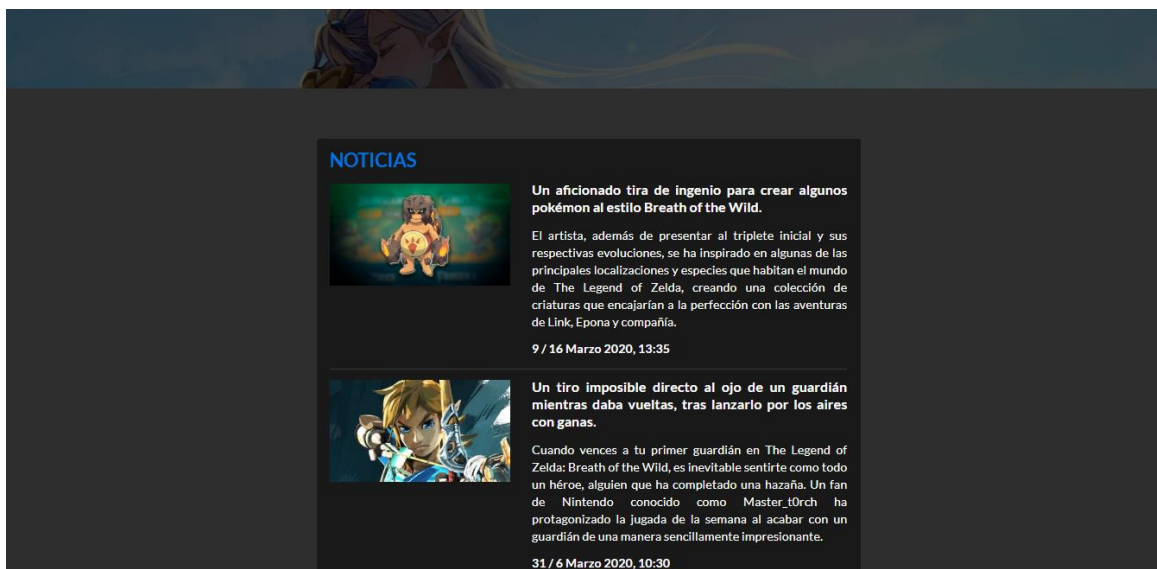 NOTICIAS
Un aficionado tira de ingenio para crear algunos
pokémon al estilo Breath of the Wild.
El artista, además de presentar al triplete inicial y sus
respectivas evoluciones, se ha inspirado en algunas de las
principales localizaciones y especies que habitan el mundo
de The Legend of Zelda, creando una colección de
criaturas que encajarían a la perfección con las aventuras
de Link, Epona y compañía.
9 / 16 Marzo 2020, 13:35
Un tiro imposible directo al ojo de un guardián
mientras daba vueltas, tras lanzarlo por los aires
con ganas.
Cuando vences a tu primer guardián en The Legend of
Zelda: Breath of the Wild, es inevitable sentirte como todo
un héroe, alguien que ha completado una hazaña. Un fan
de Nintendo conocido como Master_t0rch ha
protagonizado la jugada de la semana al acabar con un
guardián de una manera sencillamente impresionante.
31 / 6 Marzo 2020, 10:30